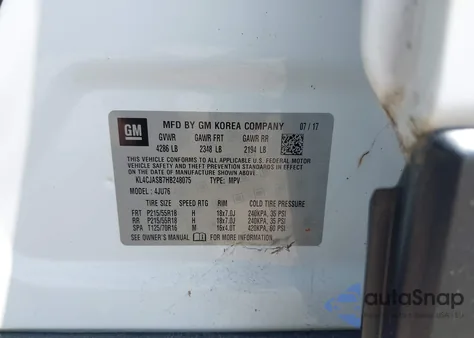 GM
MFD BY GM KOREA COMPANY 07/17
GVWR GAWR FRT GAWR RR
4286 LB 2348 LB 2194 LB
THIS VEHICLE CONFORMS TO ALL APPLICABLE U.S. FEDERAL MOTOR
VEHICLE SAFETY, BUMPER, AND THEFT PREVENTION STANDARDS IN
EFFECT ON THE DATE OF MANUFACTURE SHOWN ABOVE.
KL4CJASB7HB248075 TYPE: MPV
MODEL: 4JU76
TIRE SIZE SPEED RTG RIM COLD TIRE PRESSURE
FRT P215/55R18 H 18x7.0J 240KPA, 35 PSI
RR P215/55R18 H 18x7.0J 240KPA, 35 PSI
SPA T125/70R16 M 16x4.0T 420KPA, 60 PSI
SEE OWNER'S MANUAL FOR MORE INFORMATION.
autoSnap